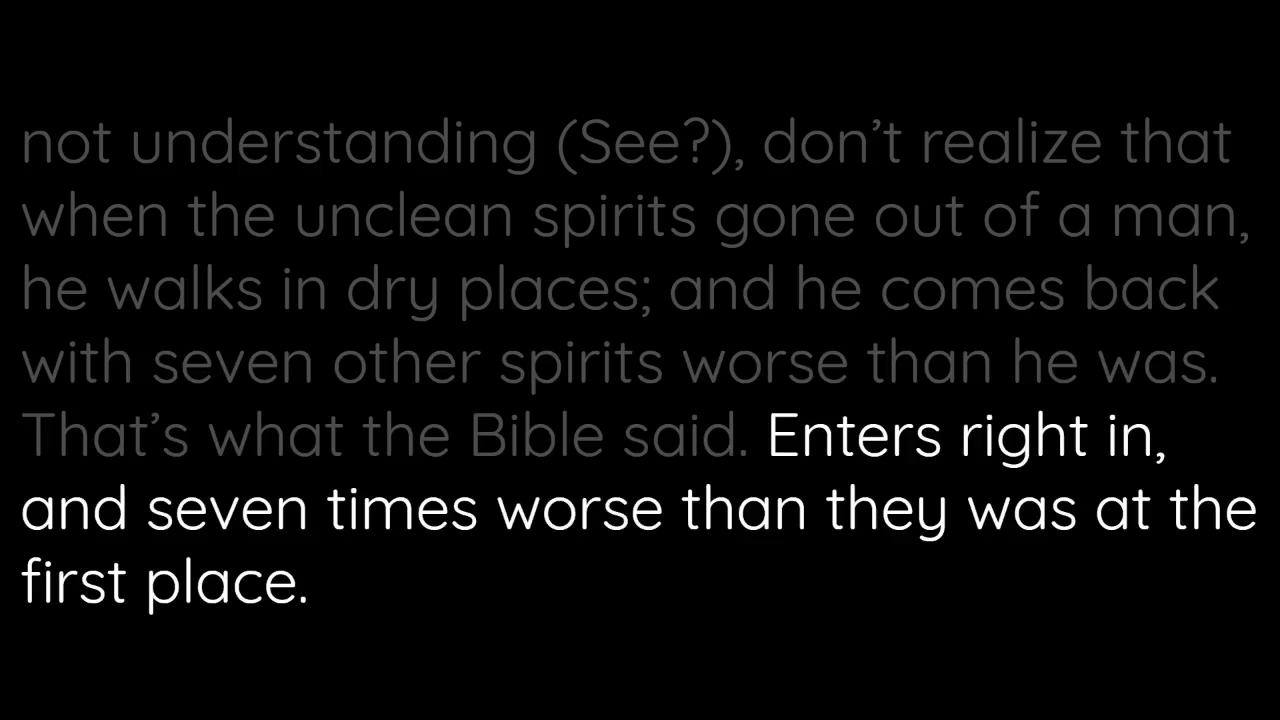 not understanding (See?), don’t realize that
when the unclean spirits gone out of a man,
he walks in dry places; and he comes back
with seven other spirits worse than he was.
That’s what the Bible said. Enters right in,
and seven times worse than they was at the
first place.